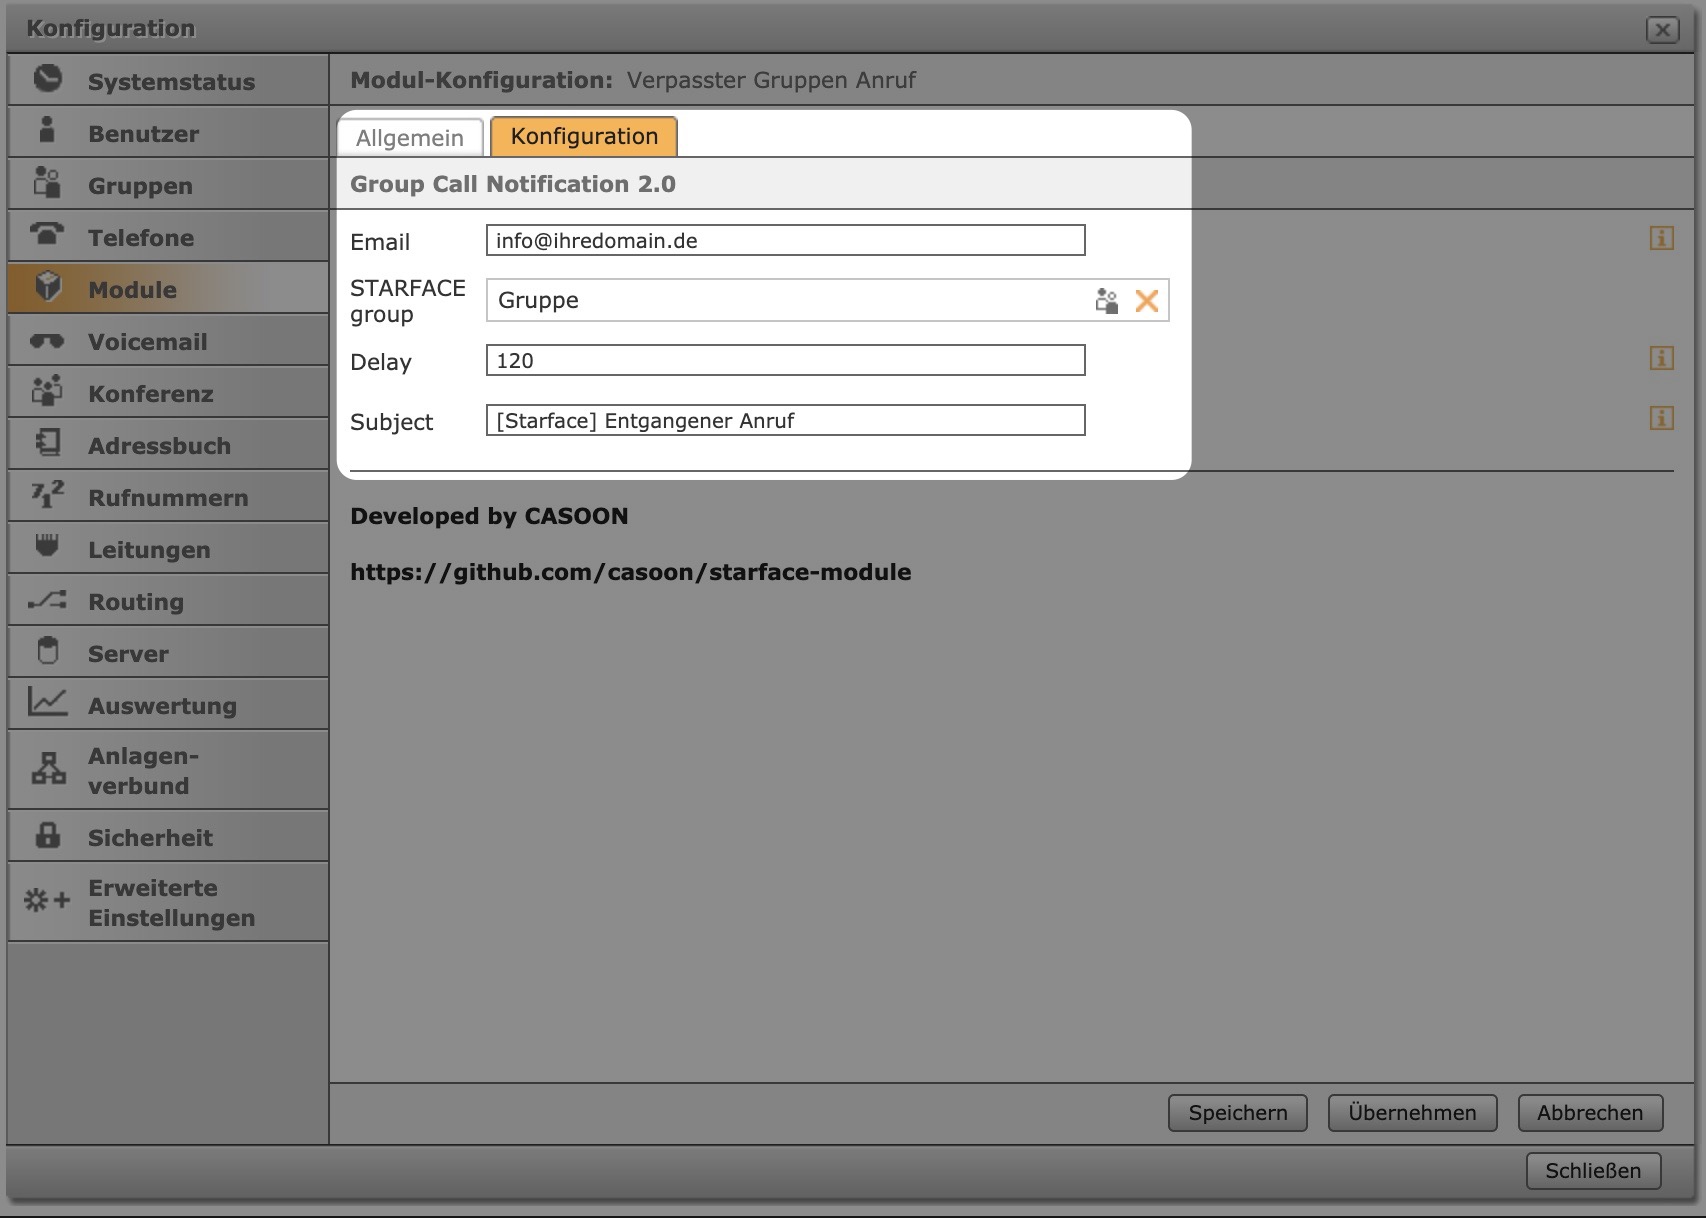 Konfiguration
Systemstatus
Benutzer
Gruppen
Telefone
Module
Voicemail
Konferenz
Adressbuch
Rufnummern
Leitungen
Routing
Server
Auswertung
Anlagen-
verbund
Sicherheit
Erweiterte
Einstellungen
Modul-Konfiguration: Verpasster Gruppen Anruf
Allgemein Konfiguration
Group Call Notification 2.0
Email info@ihredomain.de
STARFACE
group
Gruppe
Delay 120
Subject [Starface] Entgangener Anruf
Developed by CASOON
https://github.com/casoon/starface-module
Speichern Übernehmen Abbrechen
Schließen